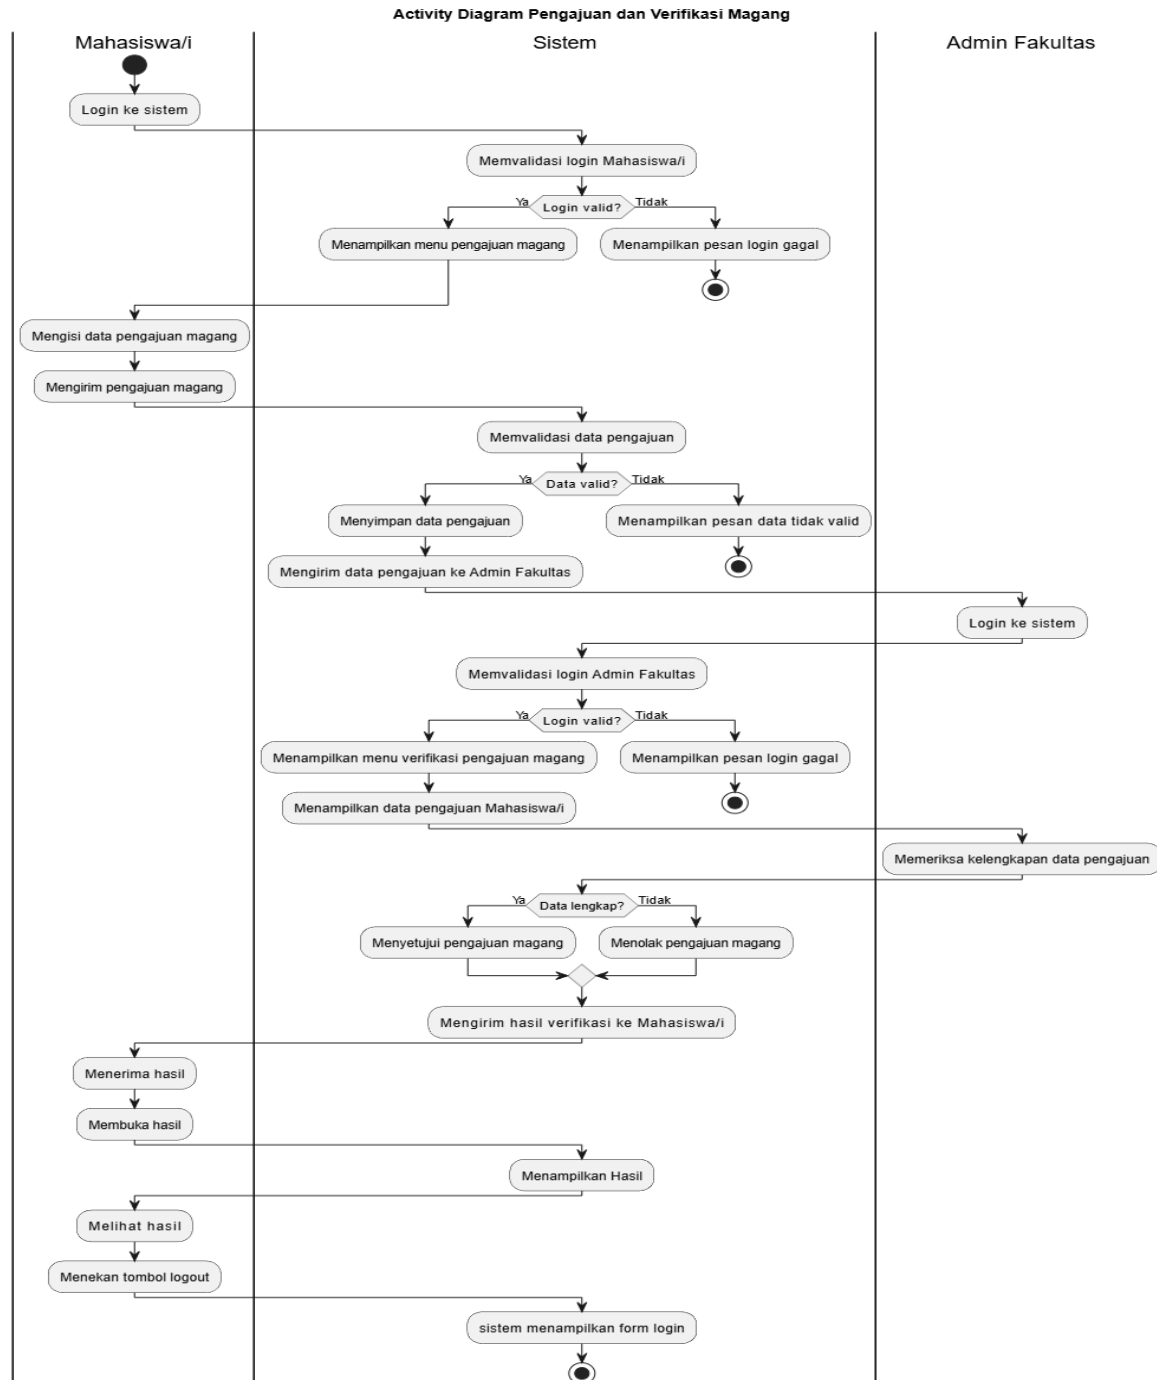 Activity Diagram Pengajuan dan Verifikasi Magang
Mahasiswa/i
Sistem
Admin Fakultas
Login ke sistem
Memvalidasi login Mahasiswa/i
Ya
Login valid?
Tidak
Menampilkan menu pengajuan magang
Menampilkan pesan login gagal
Mengisi data pengajuan magang
Mengirim pengajuan magang
Memvalidasi data pengajuan
Ya
Data valid?
Tidak
Menyimpan data pengajuan
Menampilkan pesan data tidak valid
Mengirim data pengajuan ke Admin Fakultas
Login ke sistem
Memvalidasi login Admin Fakultas
Ya
Login valid?
Tidak
Menampilkan menu verifikasi pengajuan magang
Menampilkan pesan login gagal
Menampilkan data pengajuan Mahasiswa/i
Memeriksa kelengkapan data pengajuan
Ya
Data lengkap?
Tidak
Menyetujui pengajuan magang
Menolak pengajuan magang
Mengirim hasil verifikasi ke Mahasiswa/i
Menerima hasil
Membuka hasil
Menampilkan Hasil
Melihat hasil
Menekan tombol logout
sistem menampilkan form login